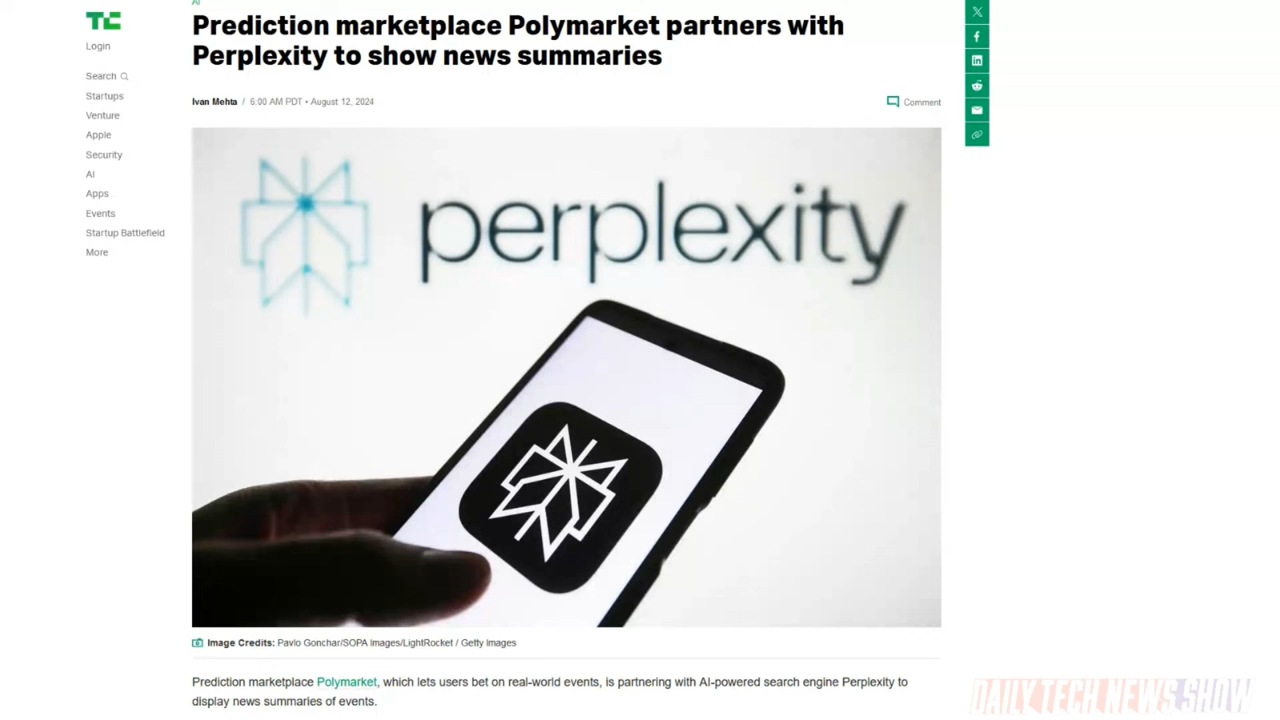 AI
Prediction marketplace Polymarket partners with
Perplexity to show news summaries
Login
Search
Startups
Venture
Apple
Security
AI
Apps
Events
Startup Battlefield
More
Ivan Mehta / 6:00 AM PDT • August 12, 2024
Comment
perplexity
Image Credits: Pavlo Gonchar/SOPA Images/LightRocket / Getty Images
Prediction marketplace Polymarket, which lets users bet on real-world events, is partnering with AI-powered search engine Perplexity to
display news summaries of events.
DAILY TECH NEWS SHOW